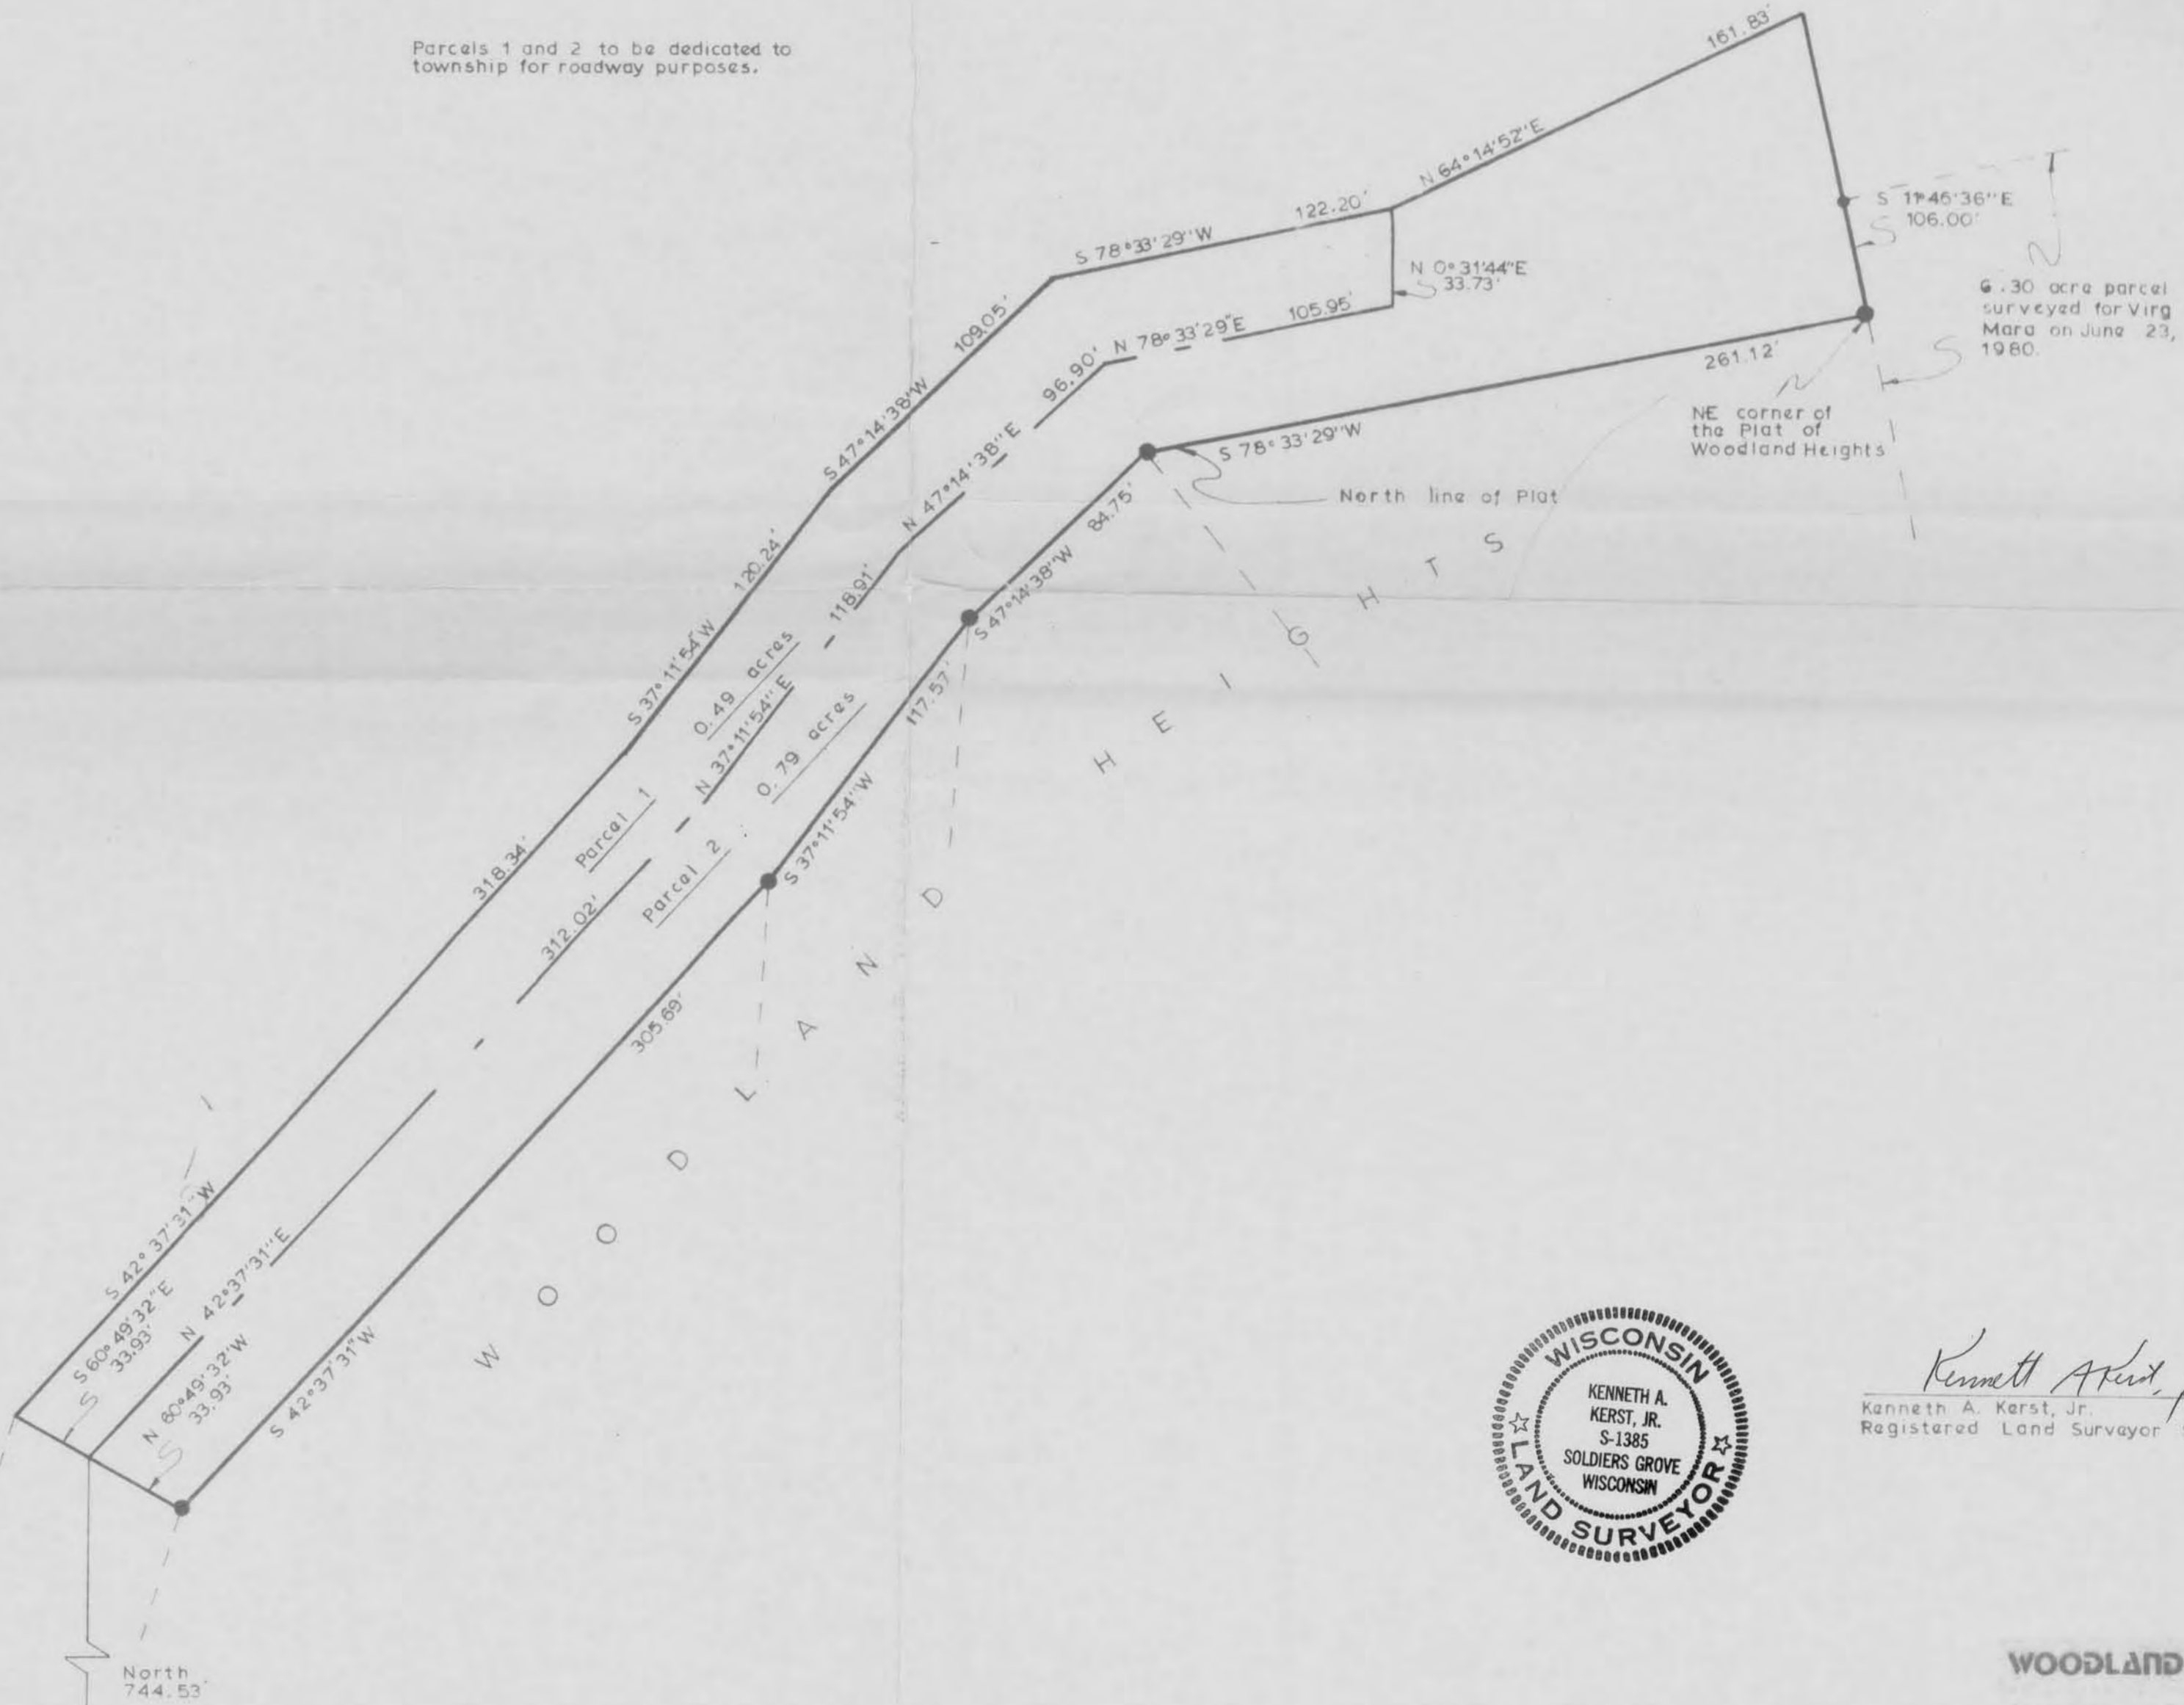 Parcels 1 and 2 to be dedicated to
township for roadway purposes.
161.83'
N 64°14'52"E
122.20'
S 78°33'29"W
S 11°46'36"E
106.00'
N 0°31'44"E
33.73'
6.30 acre parcel
surveyed for Virg
Mara on June 23,
1980.
109.05'
S 47°14'38"W
105.95'
N 78°33'29"E
96.90'
N 47°14'38"E
261.12'
S 78°33'29"W
NE corner of
the Plat of
Woodland Heights
North line of Plat
84.75'
S 47°14'38"W
120.24'
S 37°11'54"W
118.91'
N 37°11'54"E
0.49 acres
Parcel 1
0.79 acres
Parcel 2
117.57'
S 37°11'54"W
318.34'
S 42°37'31"W
312.02'
N 42°37'31"E
305.69'
S 42°37'31"W
S 60°49'32"E
33.93'
N 60°49'32"W
33.93'
WOODLAND HEIGHTS
North
744.53'
WISCONSIN
KENNETH A.
KERST, JR.
S-1385
SOLDIERS GROVE
WISCONSIN
LAND SURVEYOR
Kenneth A Kerst,
Kenneth A. Kerst, Jr.
Registered Land Surveyor
WOODLAND